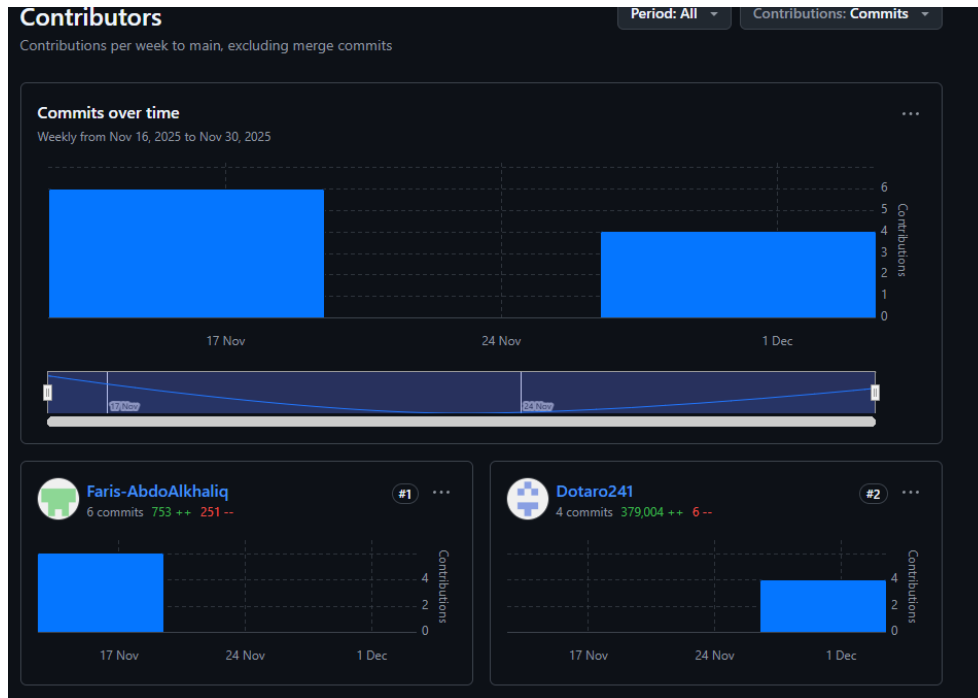 Contributors
Period: All
Contributions: Commits
Contributions per week to main, excluding merge commits
Commits over time
Weekly from Nov 16, 2025 to Nov 30, 2025
6
5
4
3
2
1
0
Contributions
17 Nov 24 Nov 1 Dec
17 Nov 24 Nov
Faris-AbdoAlkhaliq #1
6 commits 753 ++ 251 --
4
2
0
Contributions
17 Nov 24 Nov 1 Dec
Dotaro241 #2
4 commits 379,004 ++ 6 --
4
2
0
Contributions
17 Nov 24 Nov 1 Dec